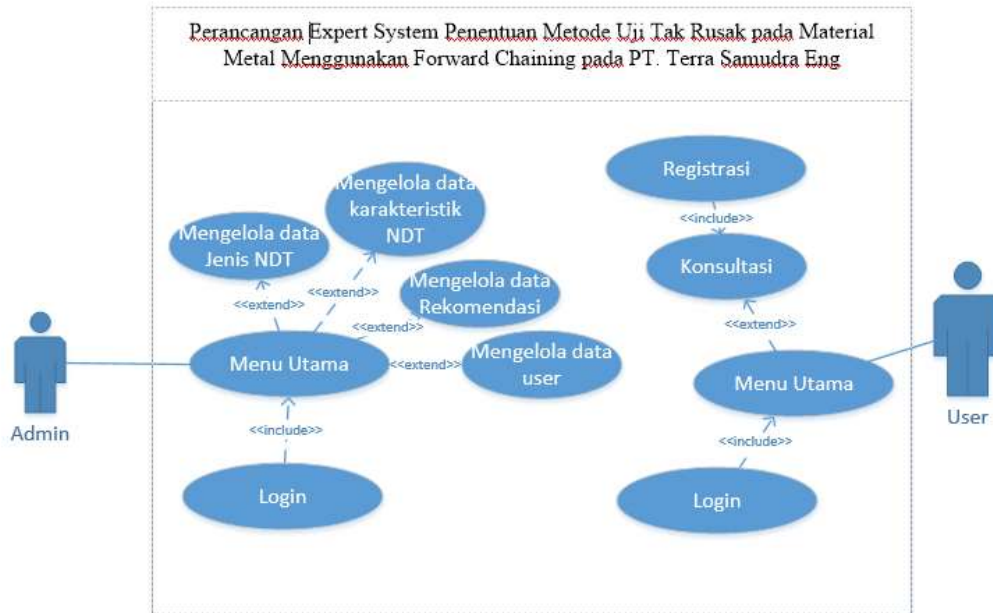 Perancangan Expert System Penentuan Metode Uji Tak Rusak pada Material
Metal Menggunakan Forward Chaining pada PT. Terra Samudra Eng
Mengelola data
karakteristik
NDT
Registrasi
<<include>>
Mengelola data
Jenis NDT
Konsultasi
<<extend>>
<<extend>>
Mengelola data
Rekomendasi
<<extend>>
<<extend>>
Menu Utama
<<extend>>
Mengelola data
user
Menu Utama
Admin
User
<<include>>
<<include>>
Login
Login